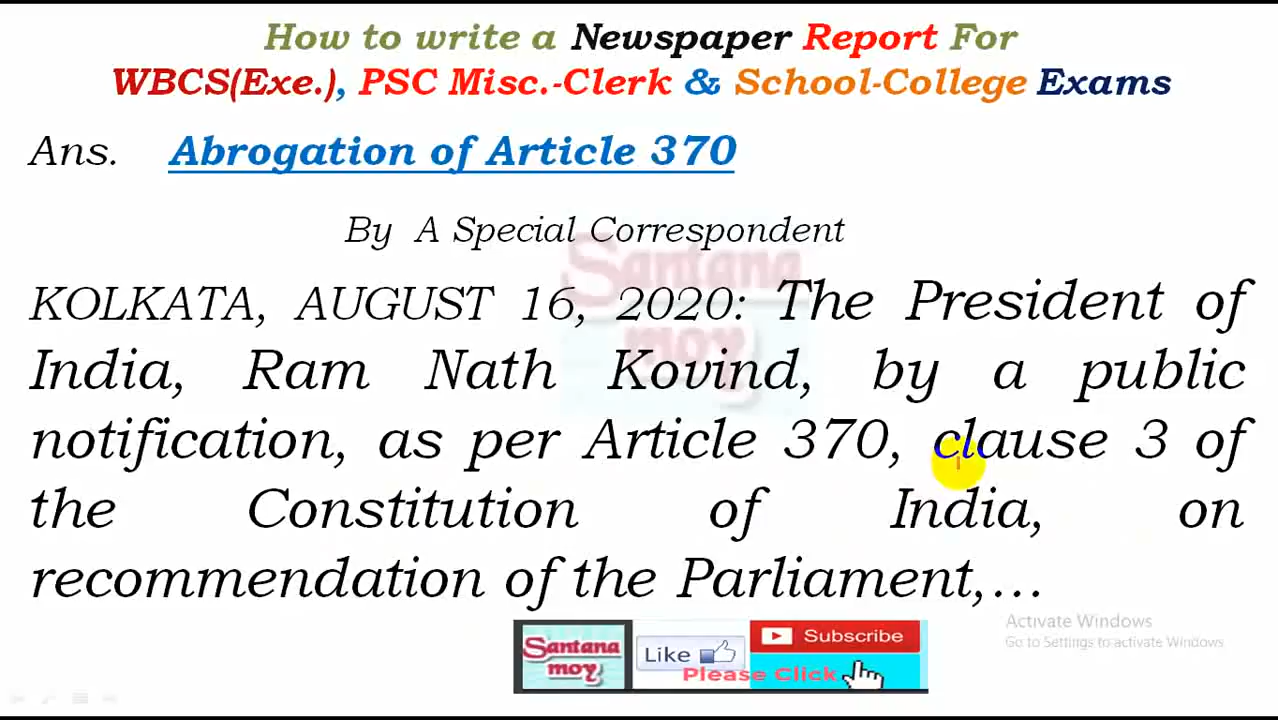 How to write a Newspaper Report For
WBCS(Exe.), PSC Misc.-Clerk & School-College Exams
Ans. Abrogation of Article 370
By A Special Correspondent
KOLKATA, AUGUST 16, 2020: The President of
India, Ram Nath Kovind, by a public
notification, as per Article 370, clause 3 of
the Constitution of India, on
recommendation of the Parliament,...
Santana
moy
Activate Windows
Go to Settings to activate Windows
Santana
moy
Like
Subscribe
Please Click